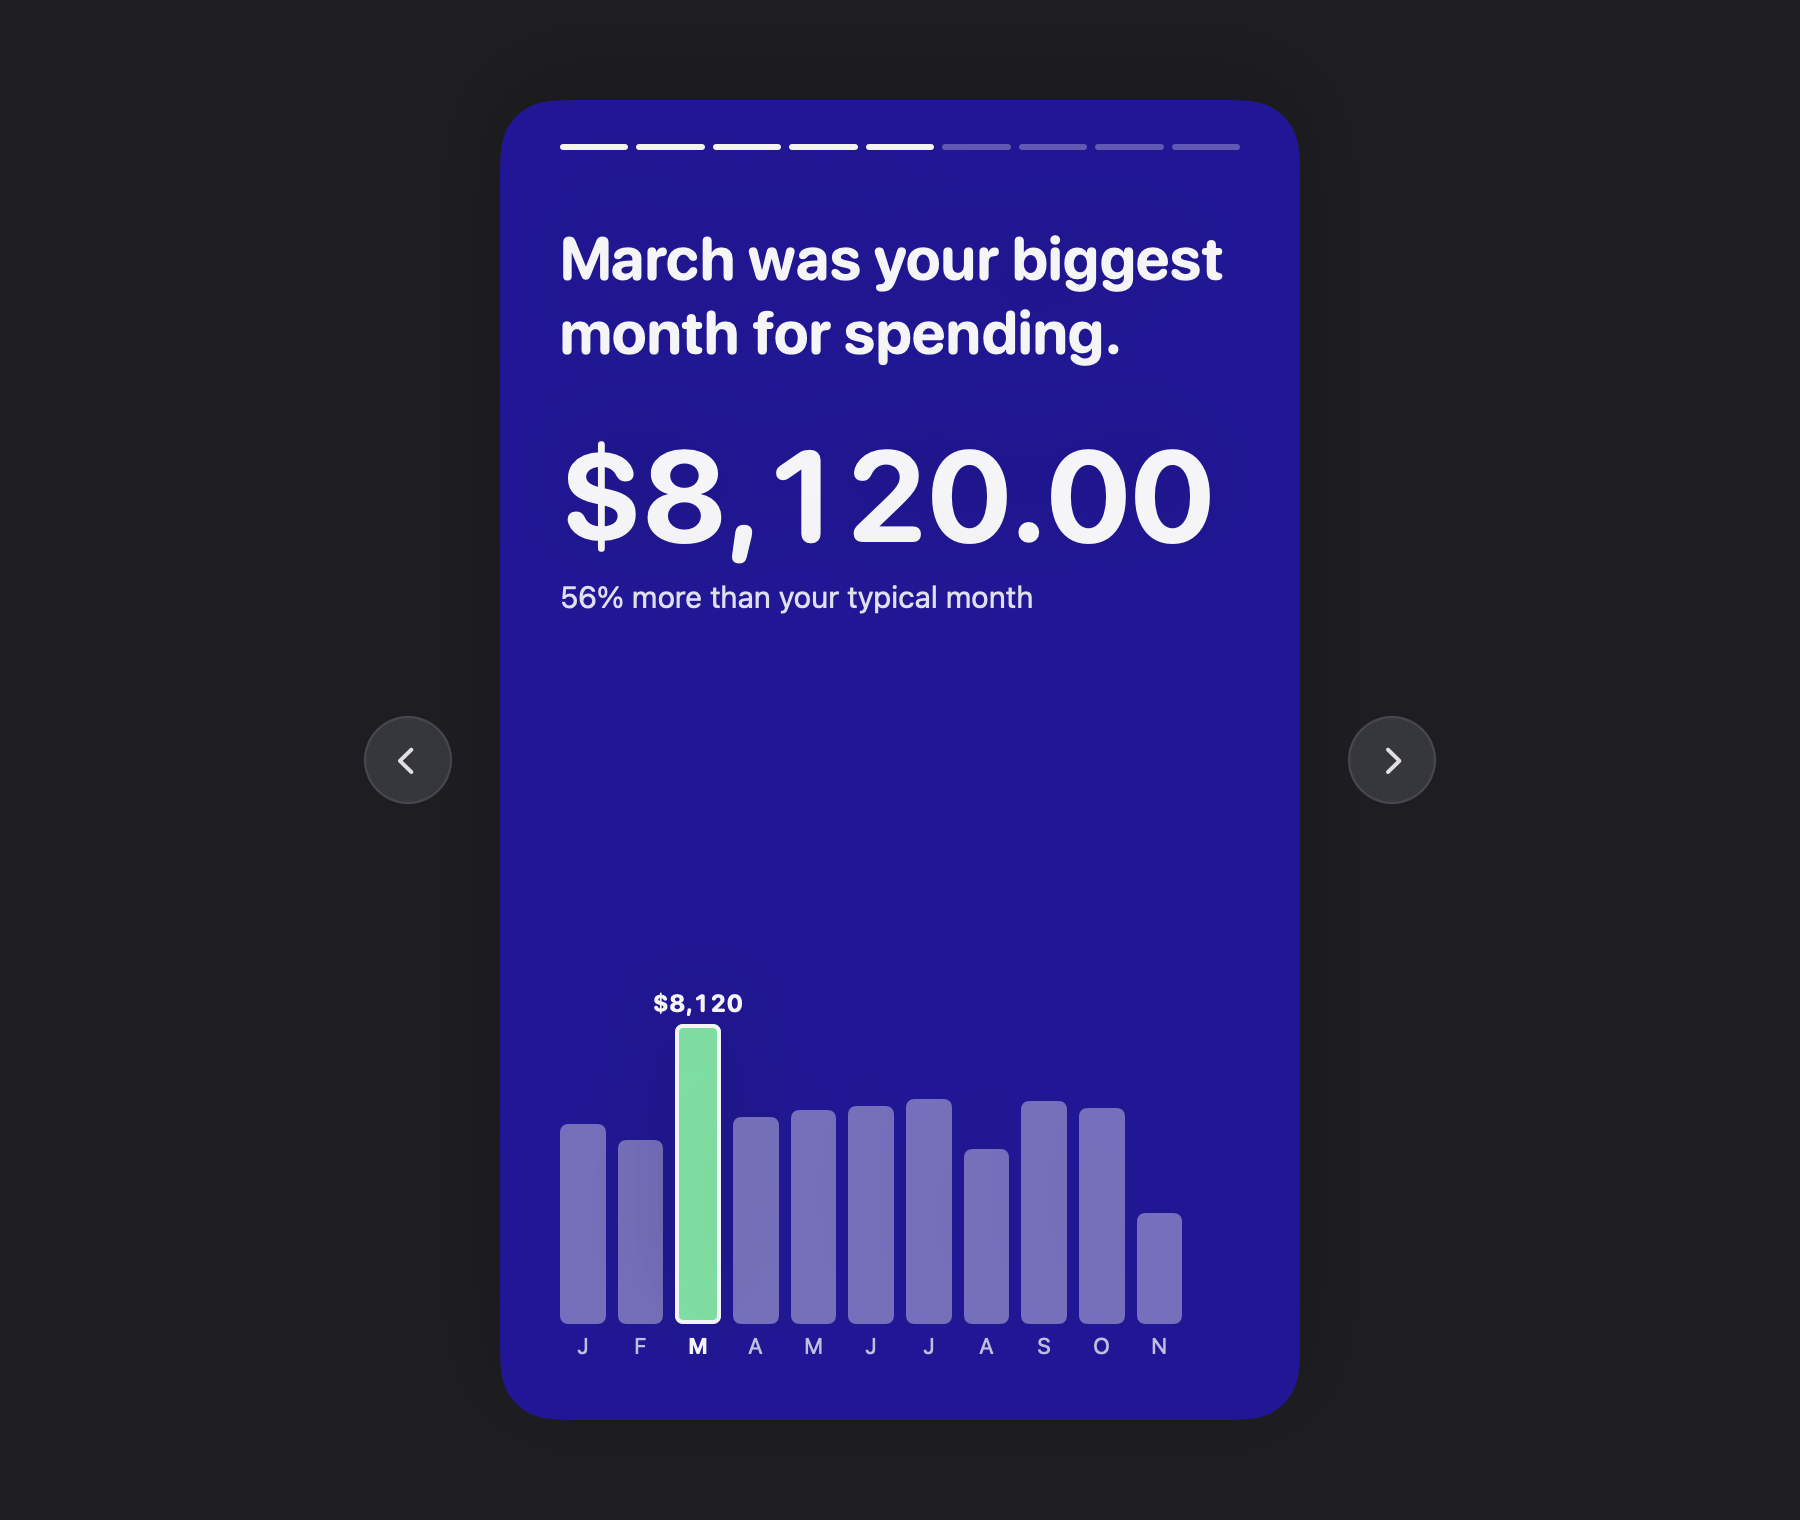 March was your biggest
month for spending.
$8,120.00
56% more than your typical month
$8,120
J F M A M J J A S O N